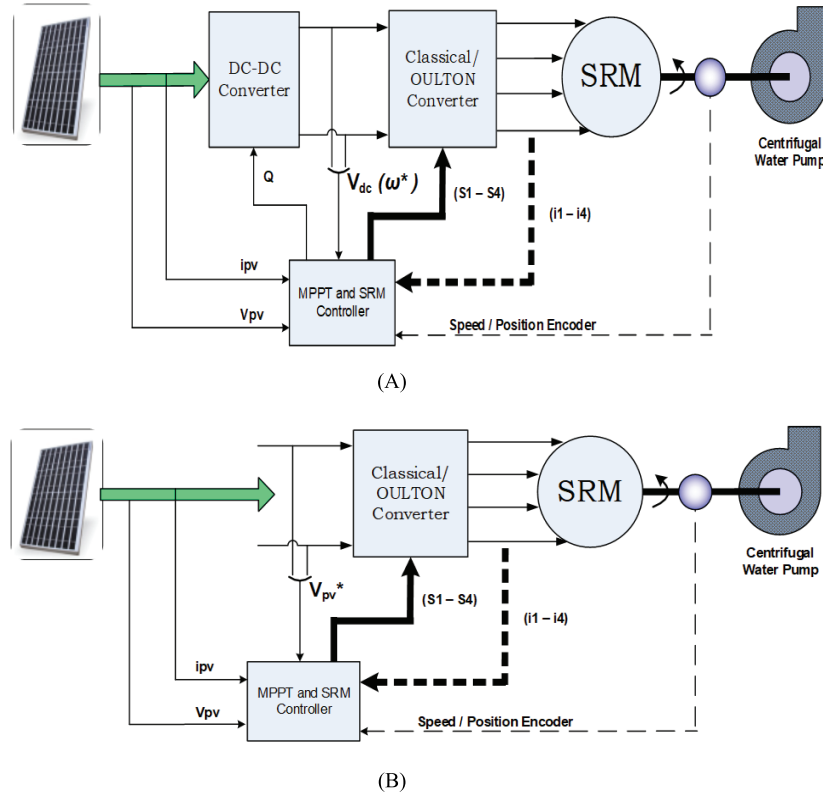 DC-DC
Converter
Classical/
OULTON
Converter
SRM
Centrifugal
Water Pump
Q
Vdc (ω*)
(S1 – S4)
(i1 – i4)
ipv
MPPT and SRM
Controller
Vpv
Speed / Position Encoder
(A)
Classical/
OULTON
Converter
SRM
Centrifugal
Water Pump
Vpv*
(S1 – S4)
(i1 – i4)
ipv
MPPT and SRM
Controller
Vpv
Speed / Position Encoder
(B)